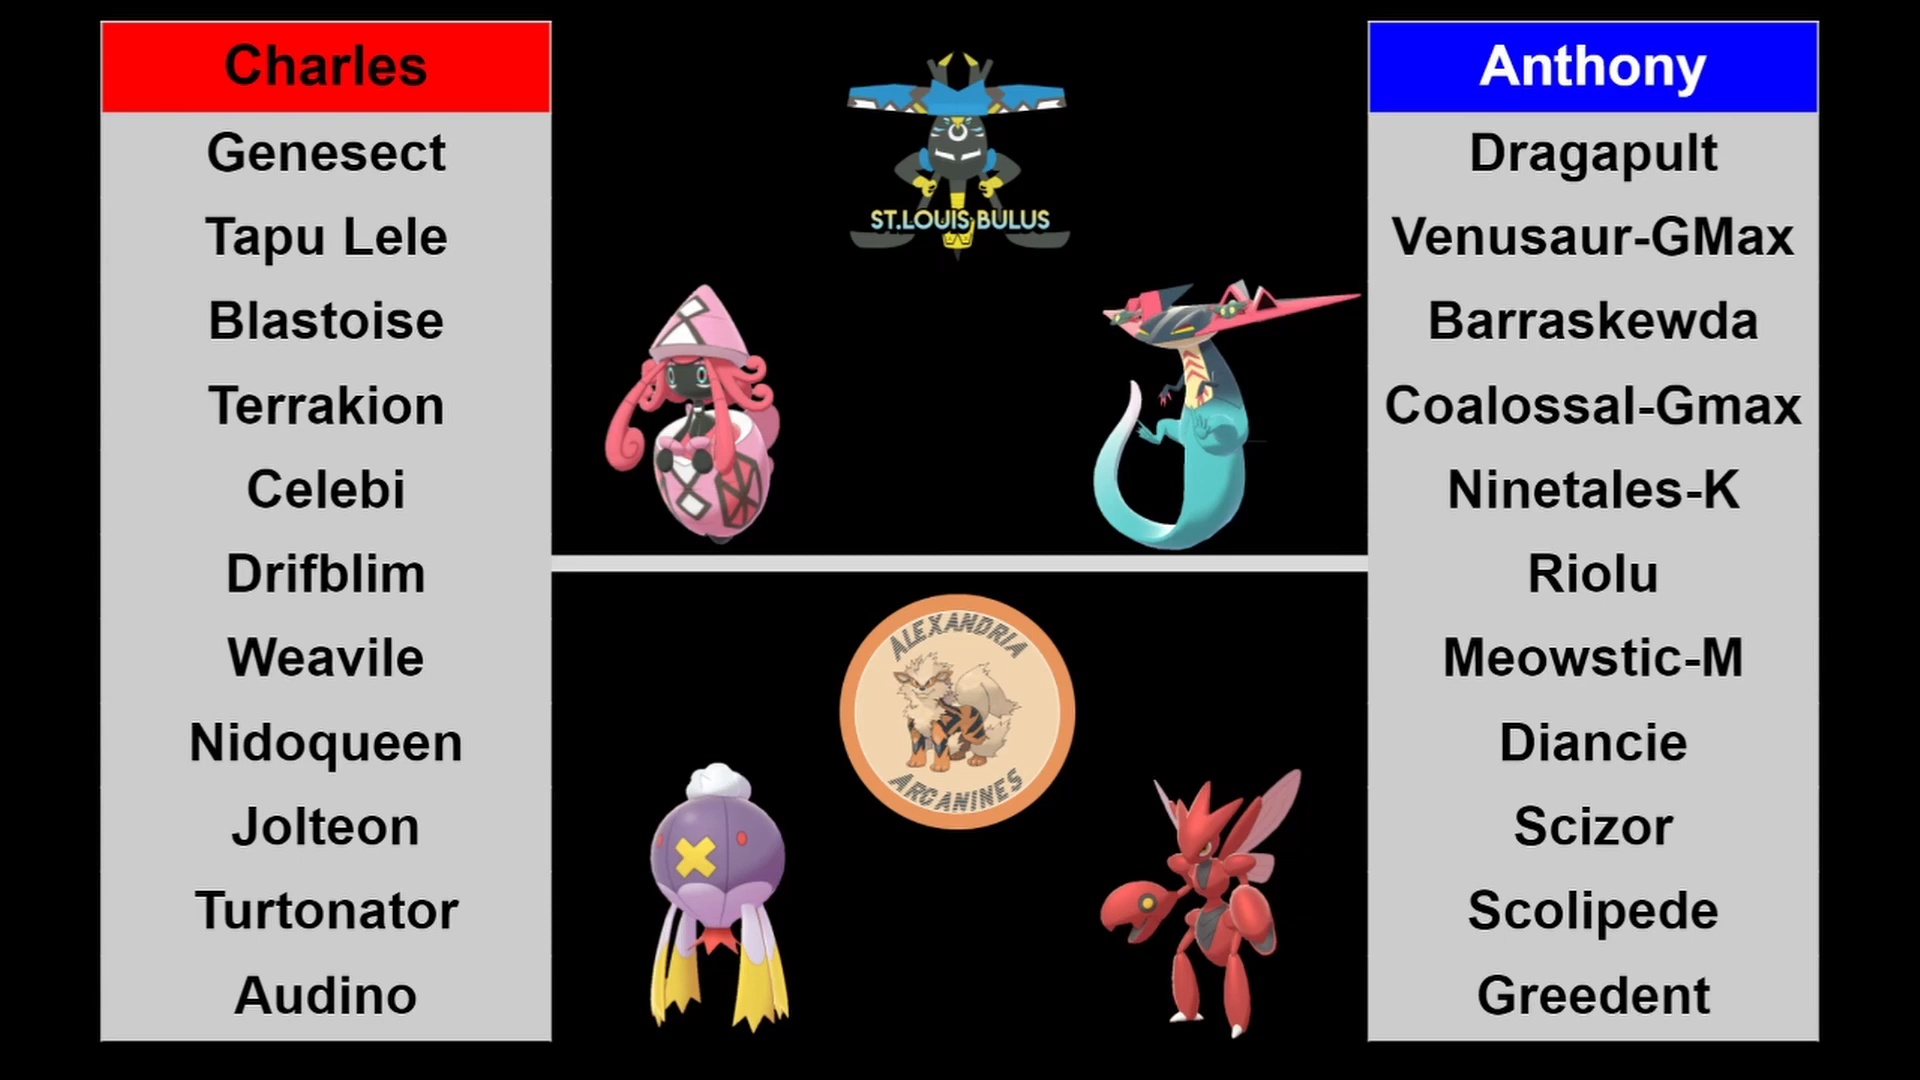 Charles
Genesect
Tapu Lele
Blastoise
Terrakion
Celebi
Drifblim
Weavile
Nidoqueen
Jolteon
Turtonator
Audino
ST.LOUIS BULUS
ALEXANDRIA
ARCANINES
Anthony
Dragapult
Venusaur-GMax
Barraskewda
Coalossal-Gmax
Ninetales-K
Riolu
Meowstic-M
Diancie
Scizor
Scolipede
Greedent